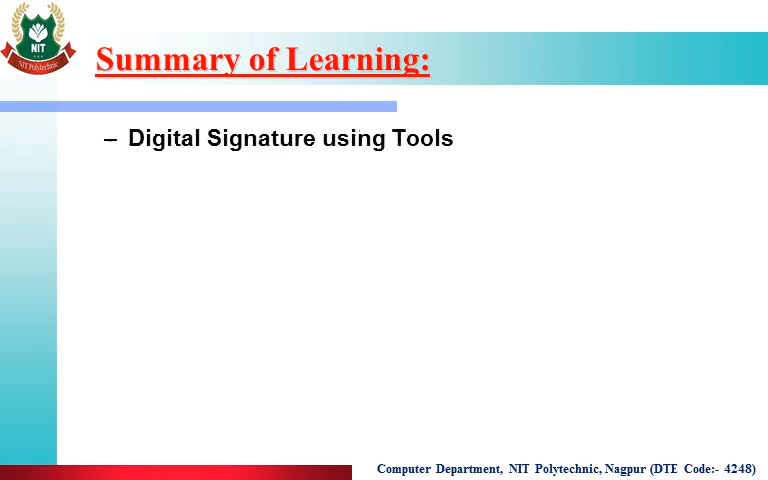 NIT
NIT Polytechnic
Summary of Learning:
– Digital Signature using Tools
Computer Department, NIT Polytechnic, Nagpur (DTE Code:- 4248)